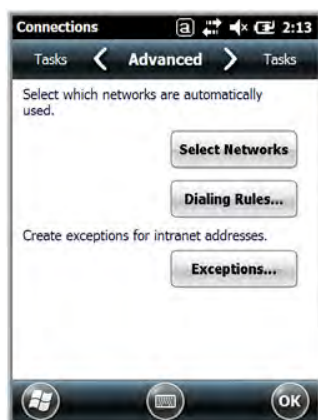 Connections a 2:13
Tasks Advanced Tasks
Select which networks are automatically
used.
Select Networks
Dialing Rules...
Create exceptions for intranet addresses.
Exceptions...
OK